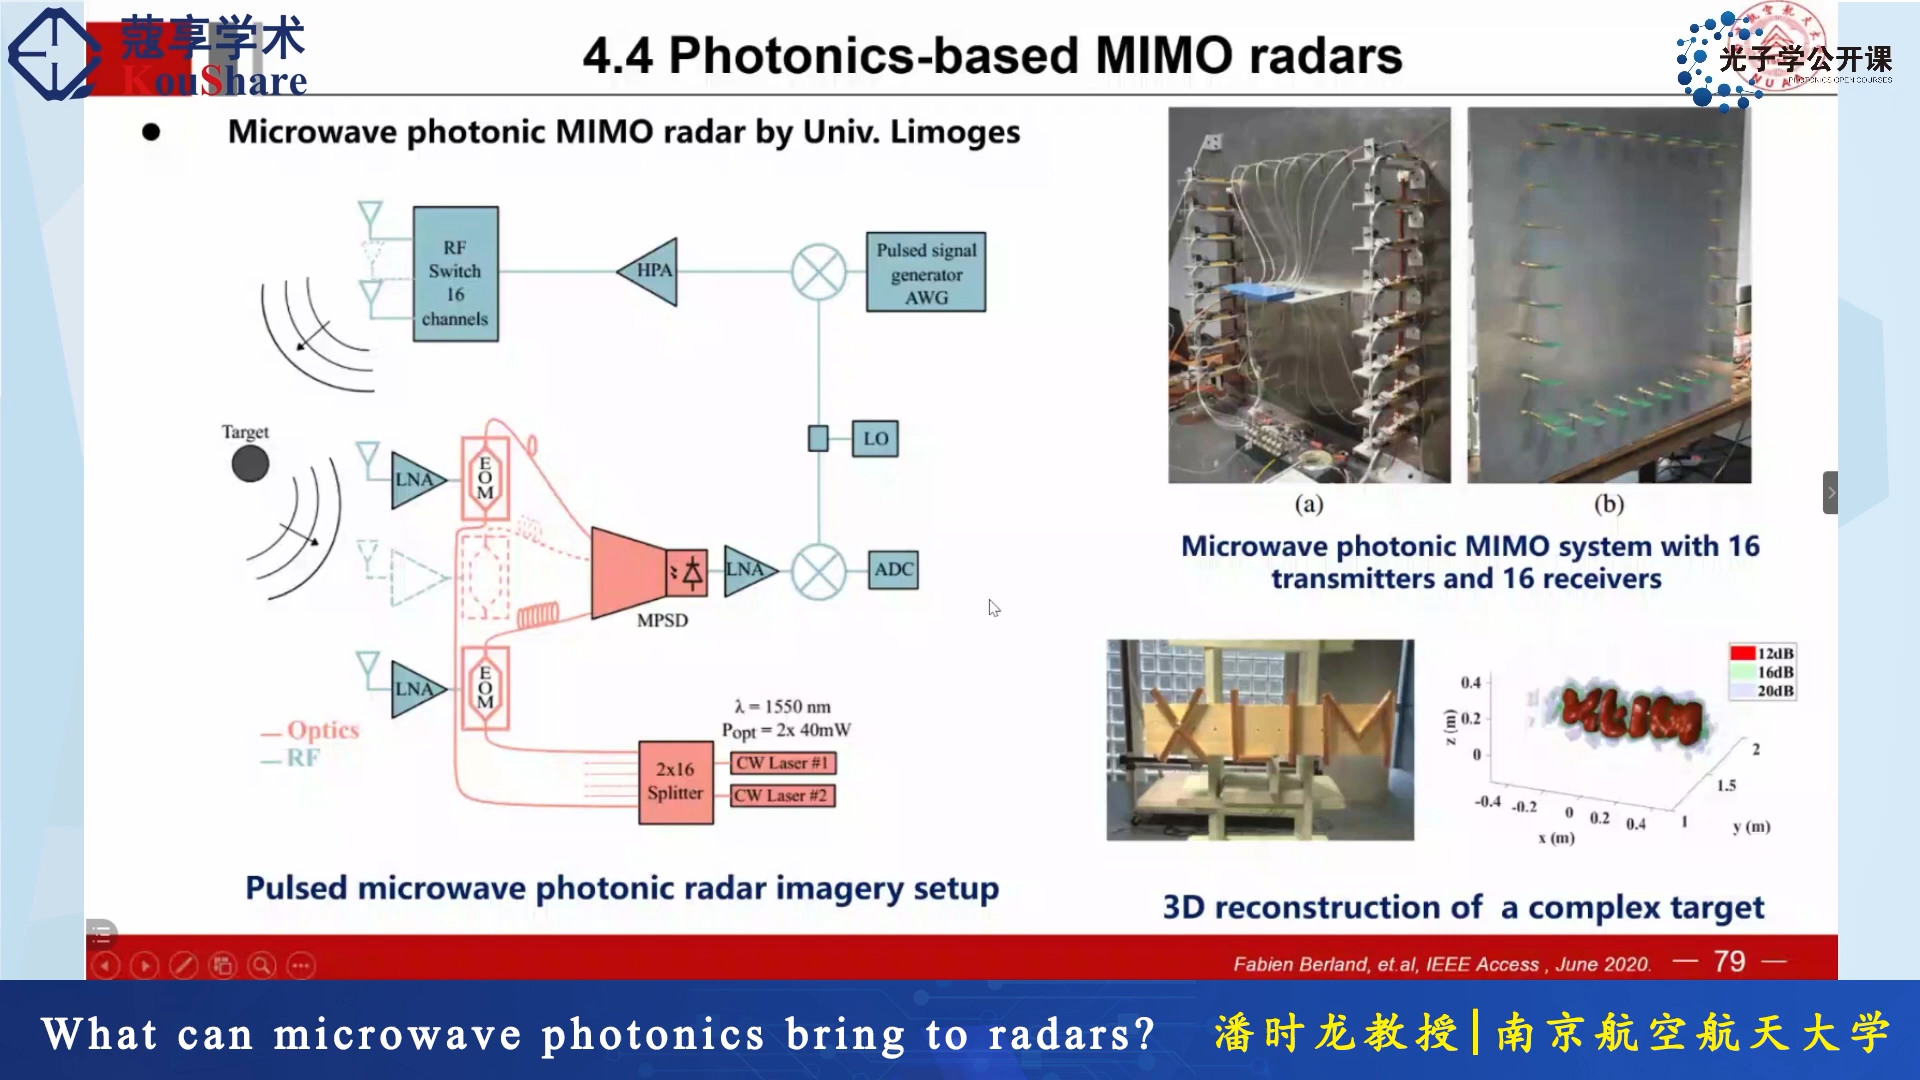 蔻享学术
KouShare
4.4 Photonics-based MIMO radars
光子学公开课
PHOTONICS OPEN COURSES
● Microwave photonic MIMO radar by Univ. Limoges
RF
Switch
16
channels
HPA
Pulsed signal
generator
AWG
LO
Target
LNA
EOM
LNA
ADC
MPSD
LNA
EOM
Optics
RF
λ = 1550 nm
Popt = 2x 40mW
2x16
Splitter
CW Laser #1
CW Laser #2
Pulsed microwave photonic radar imagery setup
(a)
(b)
Microwave photonic MIMO system with 16
transmitters and 16 receivers
XLIM
12dB
16dB
20dB
0.4
0.2
0
z (m)
-0.4 -0.2 0 0.2 0.4
x (m)
1
1.5
2
y (m)
3D reconstruction of a complex target
Fabien Berland, et.al, IEEE Access , June 2020.
— 79 —
What can microwave photonics bring to radars?
潘时龙教授|南京航空航天大学